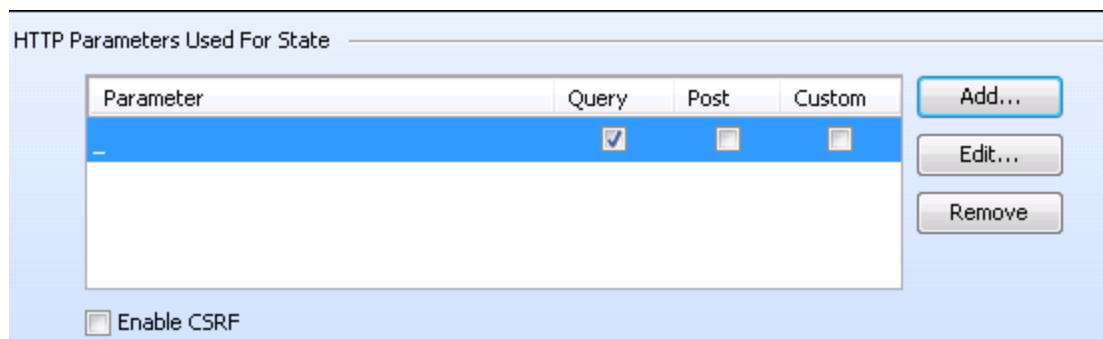 HTTP Parameters Used For State
Parameter Query Post Custom
_
Add...
Edit...
Remove
Enable CSRF